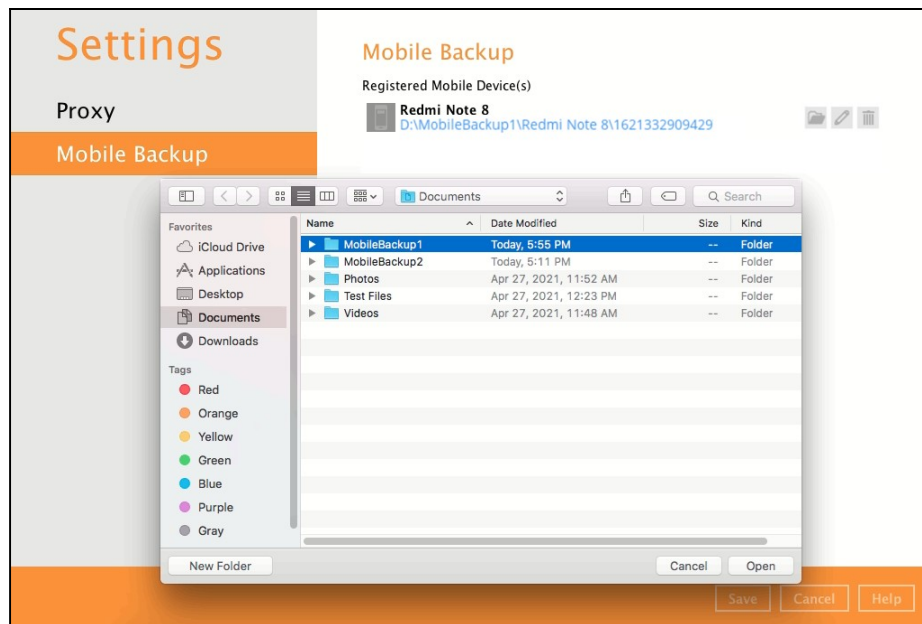 Settings
Proxy
Mobile Backup
Mobile Backup
Registered Mobile Device(s)
Redmi Note 8
D:\MobileBackup1\Redmi Note 8\1621332909429
Documents
Search
Favorites
iCloud Drive
Applications
Desktop
Documents
Downloads
Tags
Red
Orange
Yellow
Green
Blue
Purple
Gray
Name Date Modified Size Kind
MobileBackup1 Today, 5:55 PM -- Folder
MobileBackup2 Today, 5:11 PM -- Folder
Photos Apr 27, 2021, 11:52 AM -- Folder
Test Files Apr 27, 2021, 12:23 PM -- Folder
Videos Apr 27, 2021, 11:48 AM -- Folder
New Folder Cancel Open
Save Cancel Help